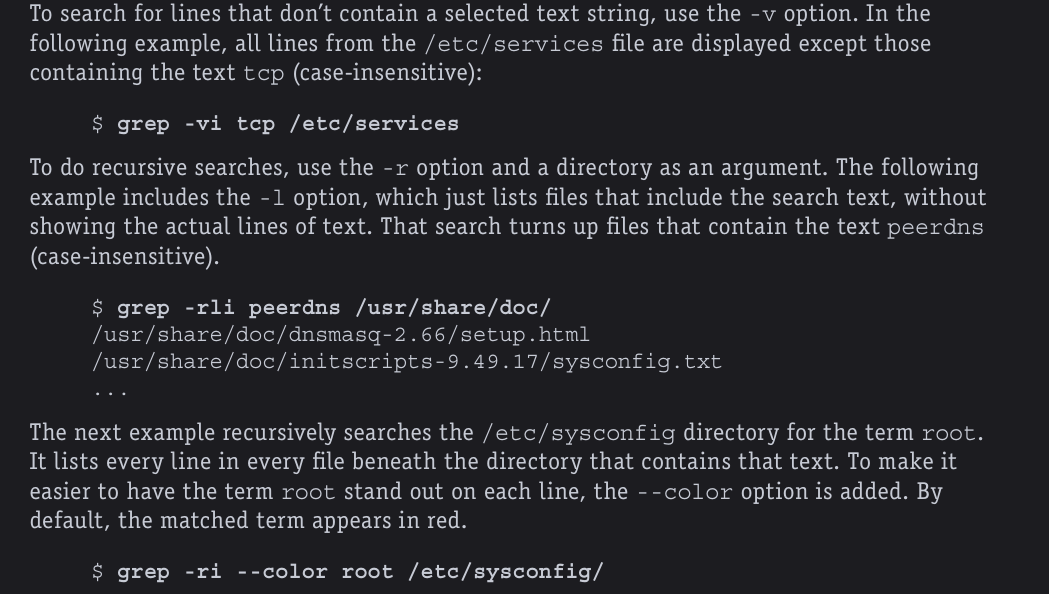 To search for lines that don’t contain a selected text string, use the -v option. In the
following example, all lines from the /etc/services file are displayed except those
containing the text tcp (case-insensitive):
$ grep -vi tcp /etc/services
To do recursive searches, use the -r option and a directory as an argument. The following
example includes the -l option, which just lists files that include the search text, without
showing the actual lines of text. That search turns up files that contain the text peerdns
(case-insensitive).
$ grep -rli peerdns /usr/share/doc/
/usr/share/doc/dnsmasq-2.66/setup.html
/usr/share/doc/initscripts-9.49.17/sysconfig.txt
...
The next example recursively searches the /etc/sysconfig directory for the term root.
It lists every line in every file beneath the directory that contains that text. To make it
easier to have the term root stand out on each line, the --color option is added. By
default, the matched term appears in red.
$ grep -ri --color root /etc/sysconfig/